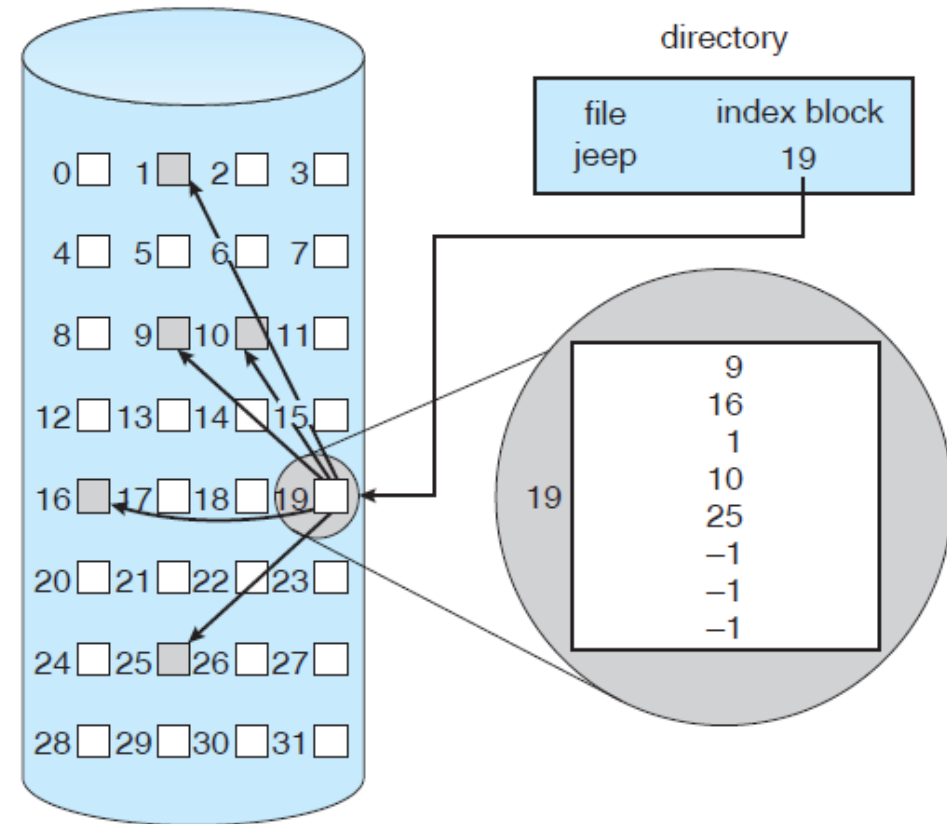 directory
file index block
jeep 19
0 1 2 3
4 5 6 7
8 9 10 11
12 13 14 15
16 17 18 19
20 21 22 23
24 25 26 27
28 29 30 31
19
9
16
1
10
25
–1
–1
–1